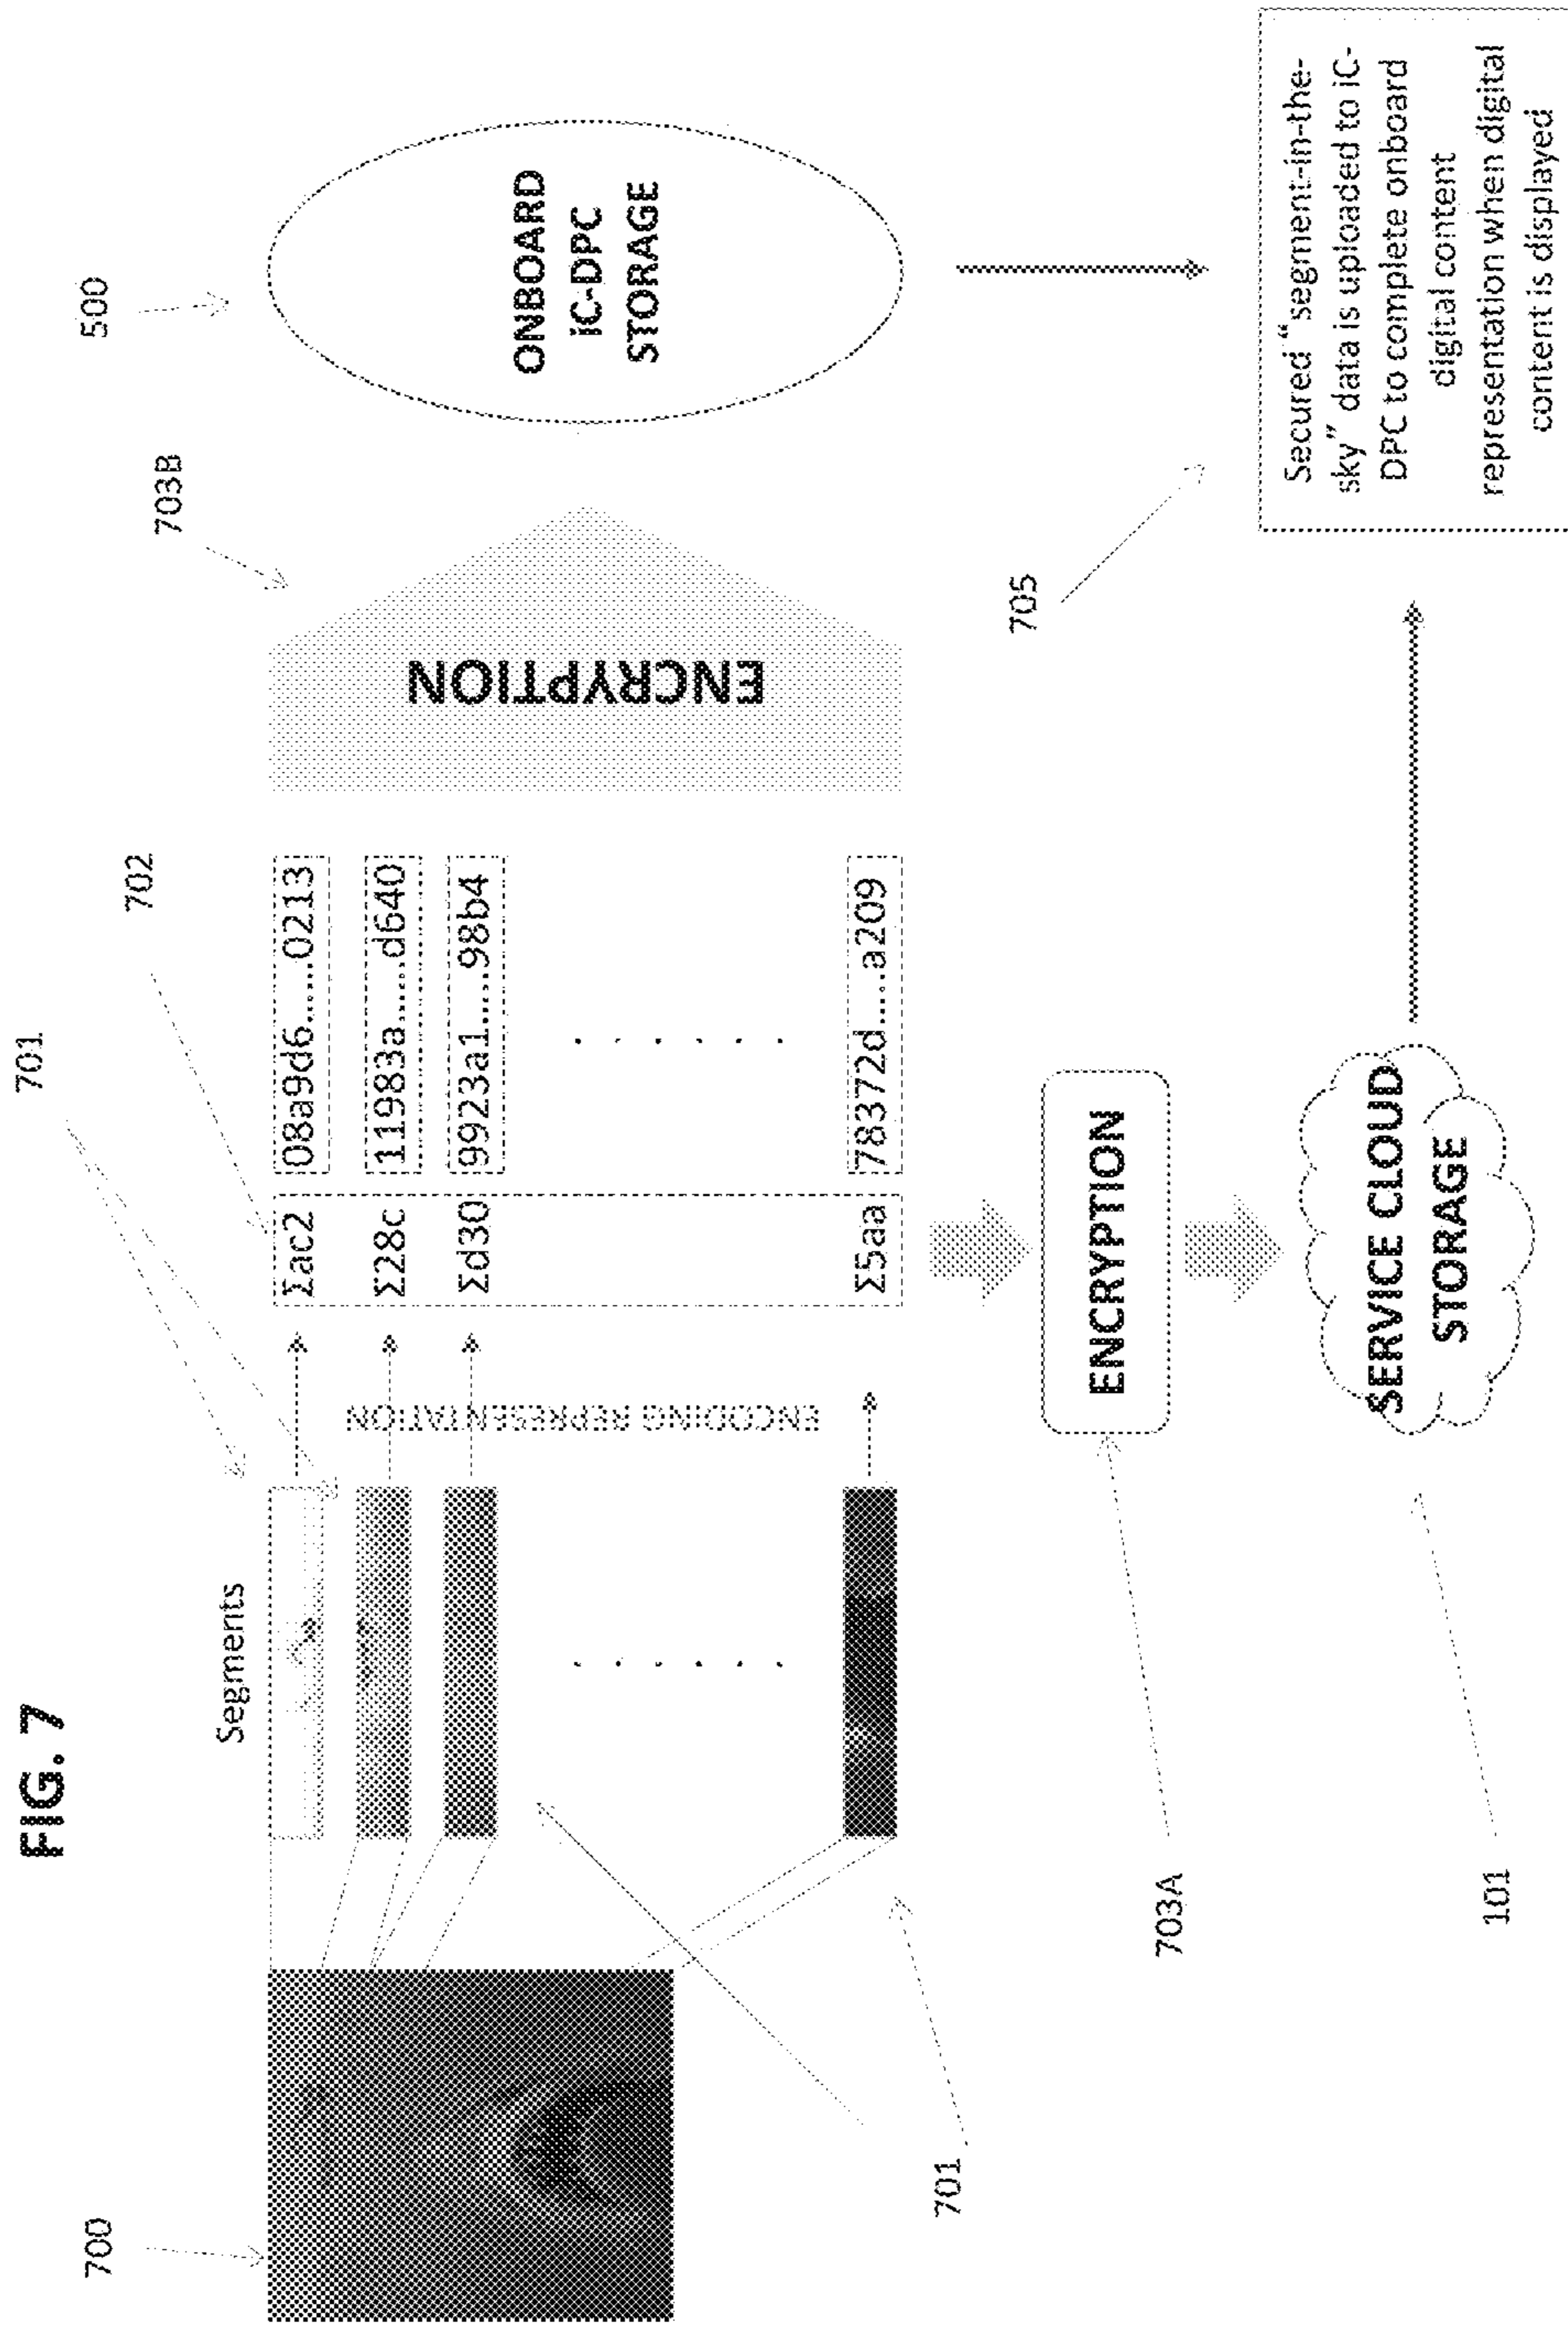 FIG. 7
700
Segments
701
702
703B
500
ENCODING REPRESENTATION
Σac2
08a9d6.....0213
Σ28c
11983a.....d640
Σd30
9923a1.....98b4
. . . . . .
. . . . . .
Σ5aa
78372d.....a209
ENCRYPTION
ONBOARD
iC-DPC
STORAGE
701
703A
ENCRYPTION
705
101
SERVICE CLOUD
STORAGE
Secured “segment-in-the-
sky” data is uploaded to iC-
DPC to complete onboard
digital content
representation when digital
content is displayed